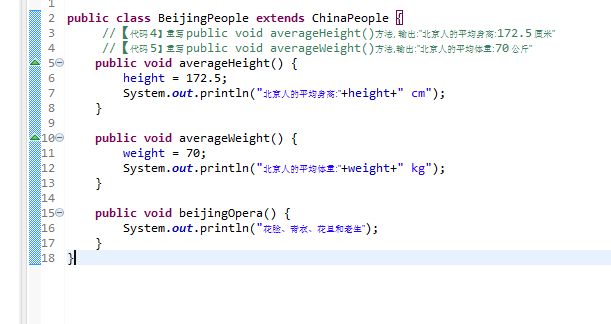 1
2 public class BeijingPeople extends ChinaPeople {
3 //【代码4】重写public void averageHeight()方法,输出:"北京人的平均身高:172.5厘米"
4 //【代码5】重写public void averageWeight()方法,输出:"北京人的平均体重:70公斤"
5 public void averageHeight() {
6 height = 172.5;
7 System.out.println("北京人的平均身高:"+height+" cm");
8 }
9
10 public void averageWeight() {
11 weight = 70;
12 System.out.println("北京人的平均体重:"+weight+" kg");
13 }
14
15 public void beijingOpera() {
16 System.out.println("花脸、青衣、花旦和老生");
17 }
18 }